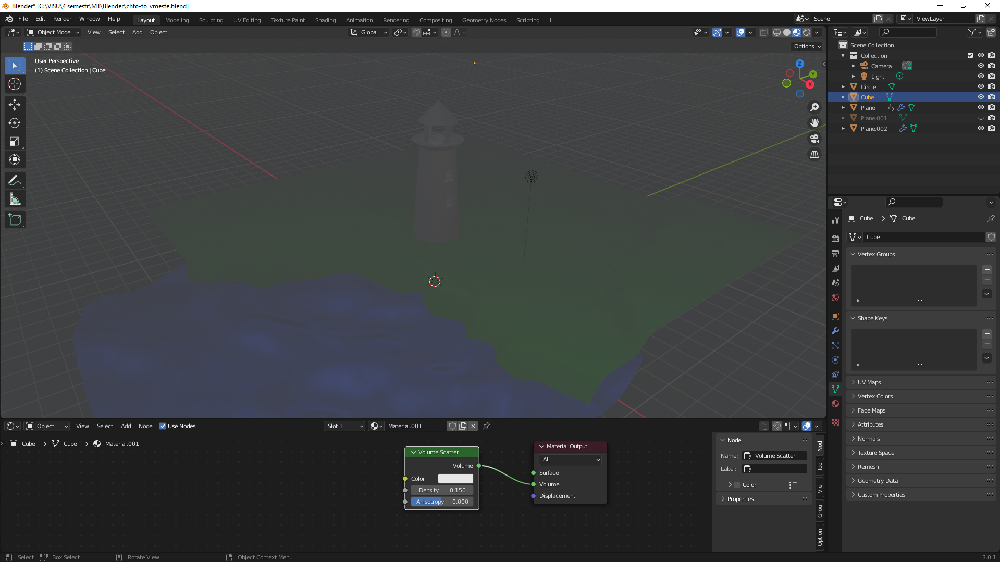 Blender* [C:\VISU\4 semestr\MT\Blender\chto-to_vmeste.blend]
File Edit Render Window Help Layout Modeling Sculpting UV Editing Texture Paint Shading Animation Rendering Compositing Geometry Nodes Scripting + Scene ViewLayer
Object Mode View Select Add Object Global
Options
User Perspective
(1) Scene Collection | Cube
Z
Y
X
Scene Collection
Collection
Camera
Light
Circle
Cube
Plane
Plane.001
Plane.002
Cube > Cube
Cube
Vertex Groups
Shape Keys
UV Maps
Vertex Colors
Face Maps
Attributes
Normals
Texture Space
Remesh
Geometry Data
Custom Properties
Object View Select Add Node Use Nodes Slot 1 Material.001
Cube > Cube > Material.001
Volume Scatter
Volume
Color
Density 0.150
Anisotropy 0.000
Material Output
All
Surface
Volume
Displacement
Node
Name: Volume Scatter
Label:
Color
Properties
Nod
Too
Vie
Grou
Option
Select Box Select Rotate View Object Context Menu 3.0.1